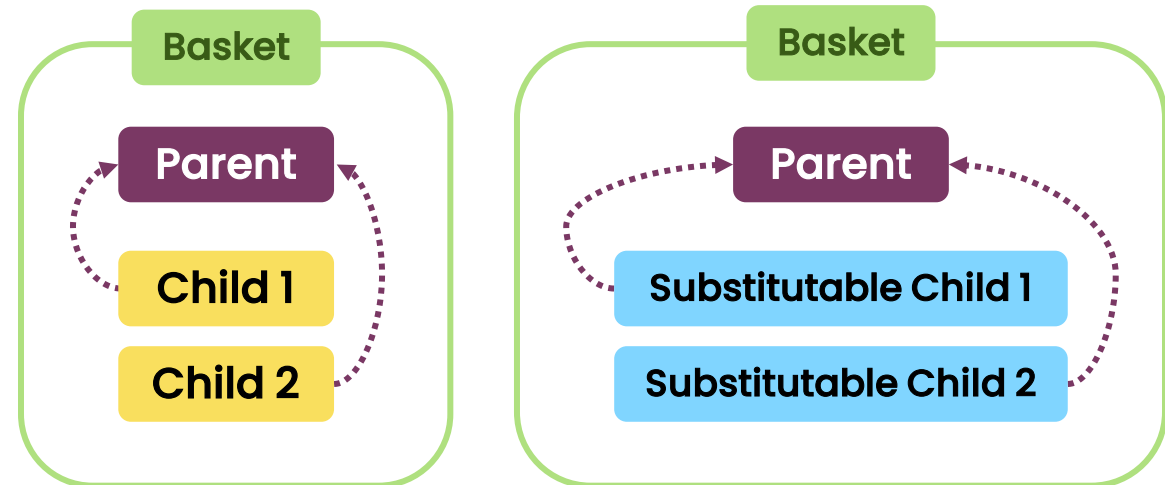 Basket
Parent
Child 1
Child 2
Basket
Parent
Substitutable Child 1
Substitutable Child 2